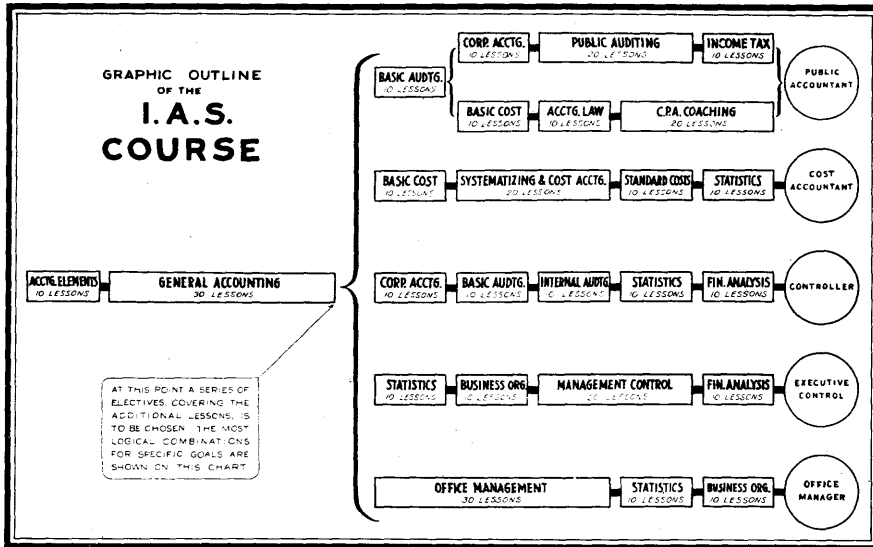 GRAPHIC OUTLINE
OF THE
I.A.S.
COURSE
ACCTG. ELEMENTS
10 LESSONS
GENERAL ACCOUNTING
30 LESSONS
AT THIS POINT A SERIES OF
ELECTIVES, COVERING THE
ADDITIONAL LESSONS, IS
TO BE CHOSEN. THE MOST
LOGICAL COMBINATIONS
FOR SPECIFIC GOALS ARE
SHOWN ON THIS CHART
BASIC AUDTG.
10 LESSONS
CORP. ACCTG.
10 LESSONS
PUBLIC AUDITING
20 LESSONS
INCOME TAX
10 LESSONS
BASIC COST
10 LESSONS
ACCTG. LAW
10 LESSONS
C.P.A. COACHING
20 LESSONS
PUBLIC
ACCOUNTANT
BASIC COST
10 LESSONS
SYSTEMATIZING & COST ACCTG.
20 LESSONS
STANDARD COSTS
10 LESSONS
STATISTICS
10 LESSONS
COST
ACCOUNTANT
CORP. ACCTG.
10 LESSONS
BASIC AUDTG.
10 LESSONS
INTERNAL AUDTG.
10 LESSONS
STATISTICS
10 LESSONS
FIN. ANALYSIS
10 LESSONS
CONTROLLER
STATISTICS
10 LESSONS
BUSINESS ORG.
10 LESSONS
MANAGEMENT CONTROL
20 LESSONS
FIN. ANALYSIS
10 LESSONS
EXECUTIVE
CONTROL
OFFICE MANAGEMENT
30 LESSONS
STATISTICS
10 LESSONS
BUSINESS ORG.
10 LESSONS
OFFICE
MANAGER